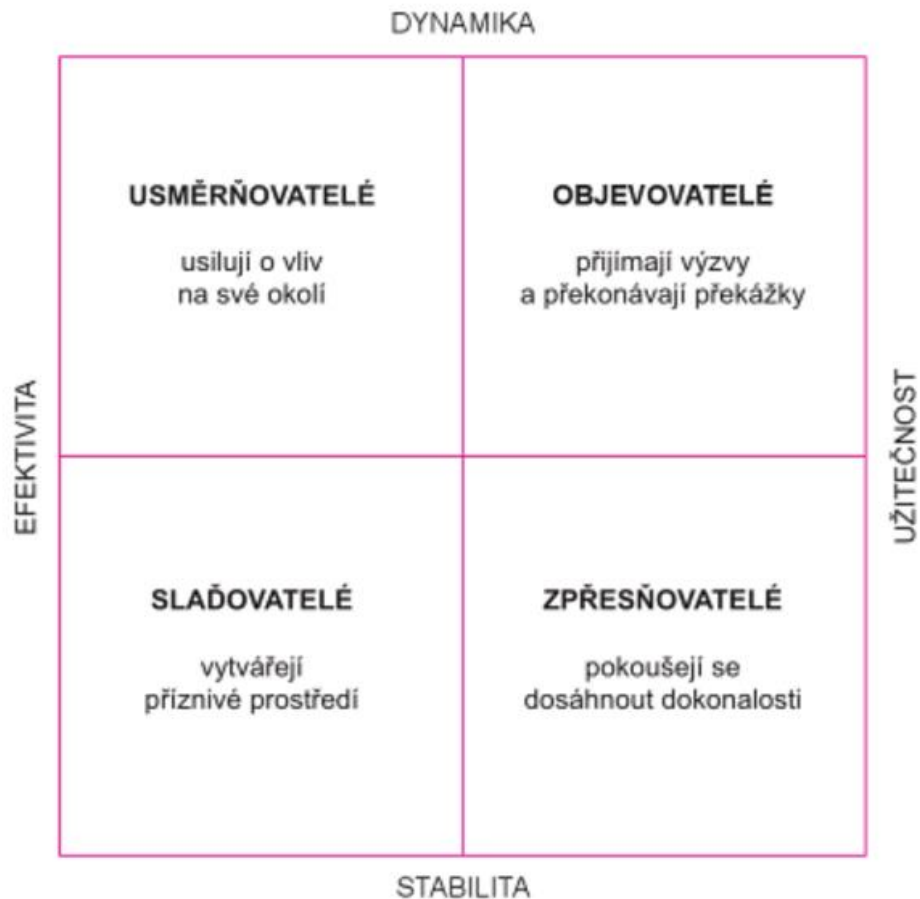 DYNAMIKA
USMĚRŇOVATELÉ
usilují o vliv
na své okolí
OBJEVOVATELÉ
přijímají výzvy
a překonávají překážky
EFEKTIVITA
UŽITEČNOST
SLAĎOVATELÉ
vytvářejí
příznivé prostředí
ZPŘESŇOVATELÉ
pokoušejí se
dosáhnout dokonalosti
STABILITA